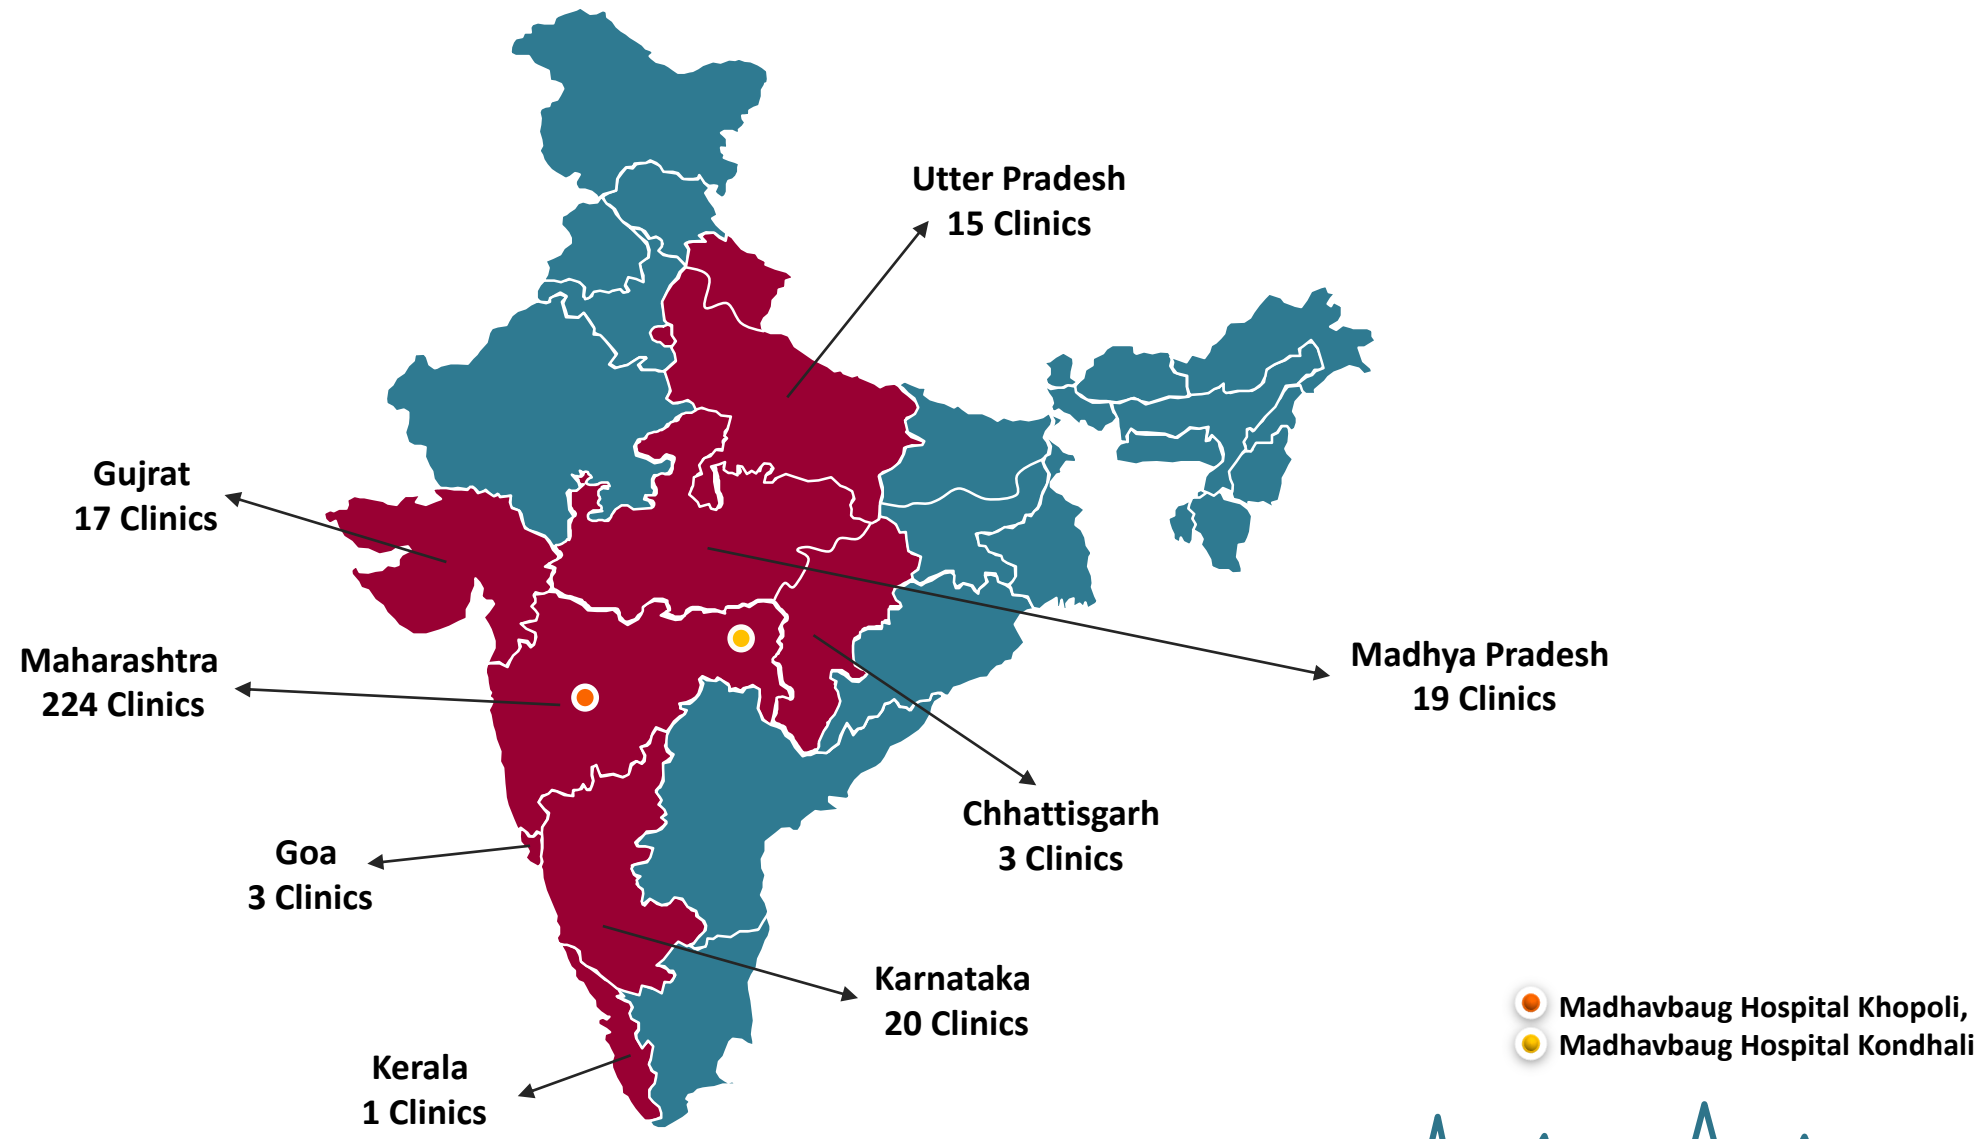 Utter Pradesh
15 Clinics
Gujrat
17 Clinics
Maharashtra
224 Clinics
Madhya Pradesh
19 Clinics
Chhattisgarh
3 Clinics
Goa
3 Clinics
Karnataka
20 Clinics
Kerala
1 Clinics
Madhavbaug Hospital Khopoli,
Madhavbaug Hospital Kondhali